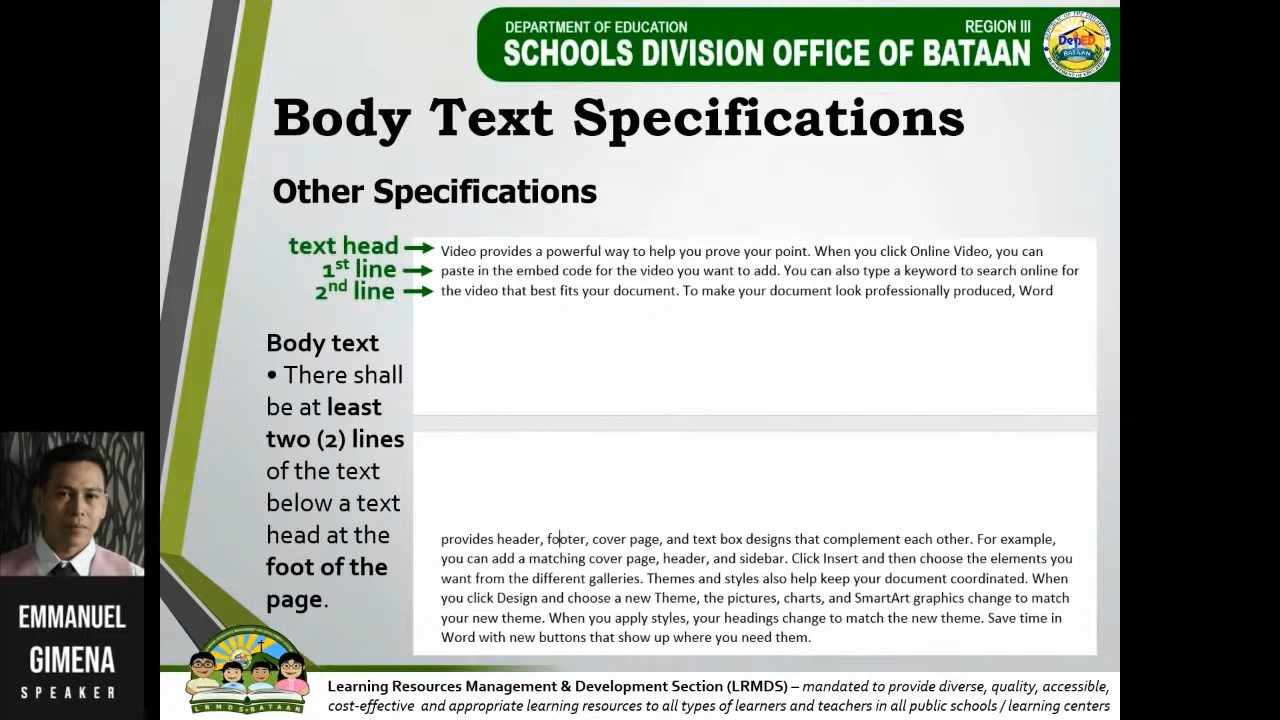 DEPARTMENT OF EDUCATION
REGION III
SCHOOLS DIVISION OFFICE OF BATAAN
DepED
BATAAN
Body Text Specifications
Other Specifications
text head
1st line
2nd line
Video provides a powerful way to help you prove your point. When you click Online Video, you can
paste in the embed code for the video you want to add. You can also type a keyword to search online for
the video that best fits your document. To make your document look professionally produced, Word
Body text
• There shall
be at least
two (2) lines
of the text
below a text
head at the
foot of the
page.
provides header, footer, cover page, and text box designs that complement each other. For example,
you can add a matching cover page, header, and sidebar. Click Insert and then choose the elements you
want from the different galleries. Themes and styles also help keep your document coordinated. When
you click Design and choose a new Theme, the pictures, charts, and SmartArt graphics change to match
your new theme. When you apply styles, your headings change to match the new theme. Save time in
Word with new buttons that show up where you need them.
EMMANUEL
GIMENA
SPEAKER
LRMDS BATAAN
Learning Resources Management & Development Section (LRMDS) – mandated to provide diverse, quality, accessible,
cost-effective and appropriate learning resources to all types of learners and teachers in all public schools / learning centers